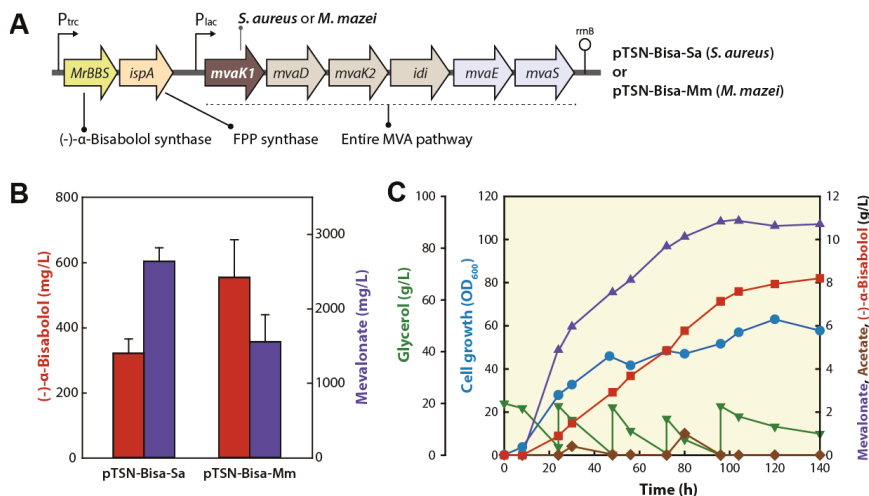 A
Ptrc
Plac
S. aureus or M. mazei
rrnB
MrBBS
ispA
mvaK1
mvaD
mvaK2
idi
mvaE
mvaS
pTSN-Bisa-Sa (S. aureus)
or
pTSN-Bisa-Mm (M. mazei)
(-)-α-Bisabolol synthase
FPP synthase
Entire MVA pathway
B
(-)-α-Bisabolol (mg/L)
800
600
400
300
0
Mevalonate (mg/L)
3000
2000
1000
0
pTSN-Bisa-Sa
pTSN-Bisa-Mm
C
Glycerol (g/L)
100
80
60
40
20
0
Cell growth (OD600)
120
100
80
60
40
20
0
Mevalonate, Acetate, (-)-α-Bisabolol (g/L)
12
10
8
6
4
2
0
0 20 40 60 80 100 120 140
Time (h)